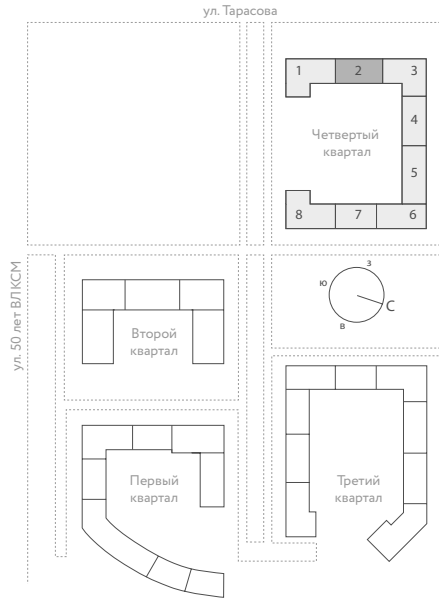 ул. Тарасова
1
2
3
4
Четвертый
квартал
5
8
7
6
ул. 50 лет ВЛКСМ
з
ю
С
в
Второй
квартал
Первый
квартал
Третий
квартал